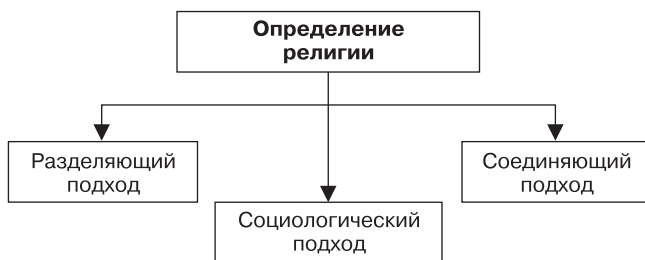 Определение
религии
Разделяющий
подход
Соединяющий
подход
Социологический
подход